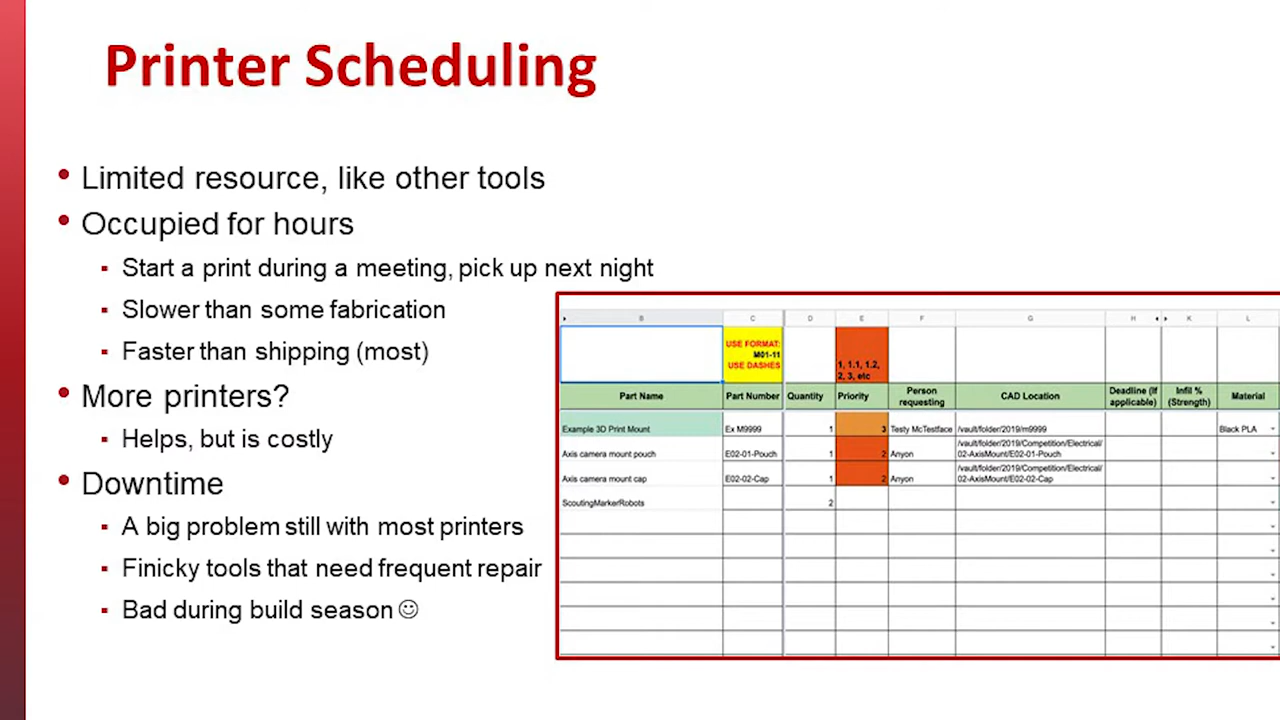 Printer Scheduling
• Limited resource, like other tools
• Occupied for hours
▪ Start a print during a meeting, pick up next night
▪ Slower than some fabrication
▪ Faster than shipping (most)
• More printers?
▪ Helps, but is costly
• Downtime
▪ A big problem still with most printers
▪ Finicky tools that need frequent repair
▪ Bad during build season ☺
B C D E F G H K L
USE FORMAT:
M01-11
USE DASHES
1, 1.1, 1.2,
2, 3, etc
Part Name Part Number Quantity Priority Person requesting CAD Location Deadline (If applicable) Infil % (Strength) Material
Example 3D Print Mount Ex M9999 1 3 Testy McTestface /vault/folder/2019/m9999 Black PLA
Axis camera mount pouch E02-01-Pouch 1 2 Anyon /vault/folder/2019/Competition/Electrical/
02-AxisMount/E02-01-Pouch
Axis camera mount cap E02-02-Cap 1 2 Anyon /vault/folder/2019/Competition/Electrical/
02-AxisMount/E02-02-Cap
ScoutingMarkerRobots 2